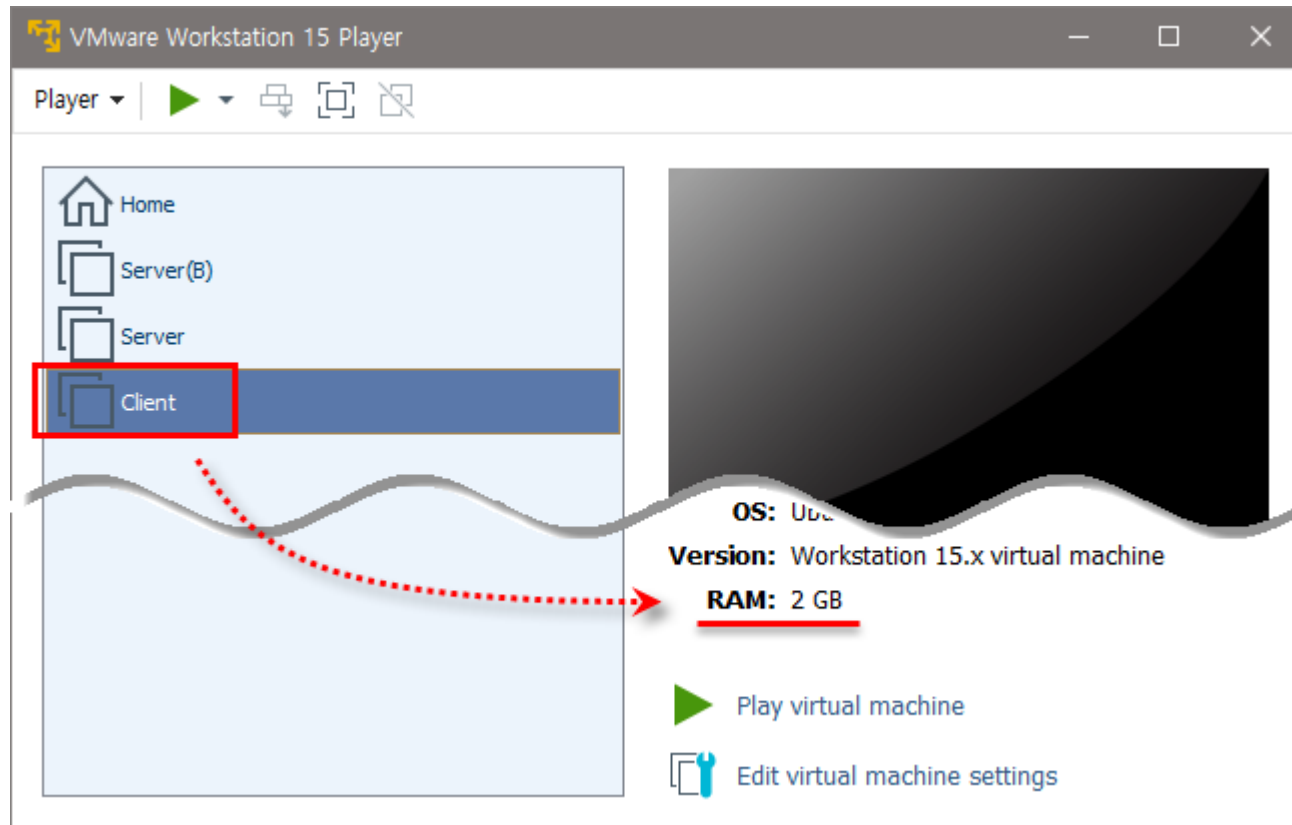 VMware Workstation 15 Player
Player
Home
Server(B)
Server
Client
OS:
Version: Workstation 15.x virtual machine
RAM: 2 GB
Play virtual machine
Edit virtual machine settings